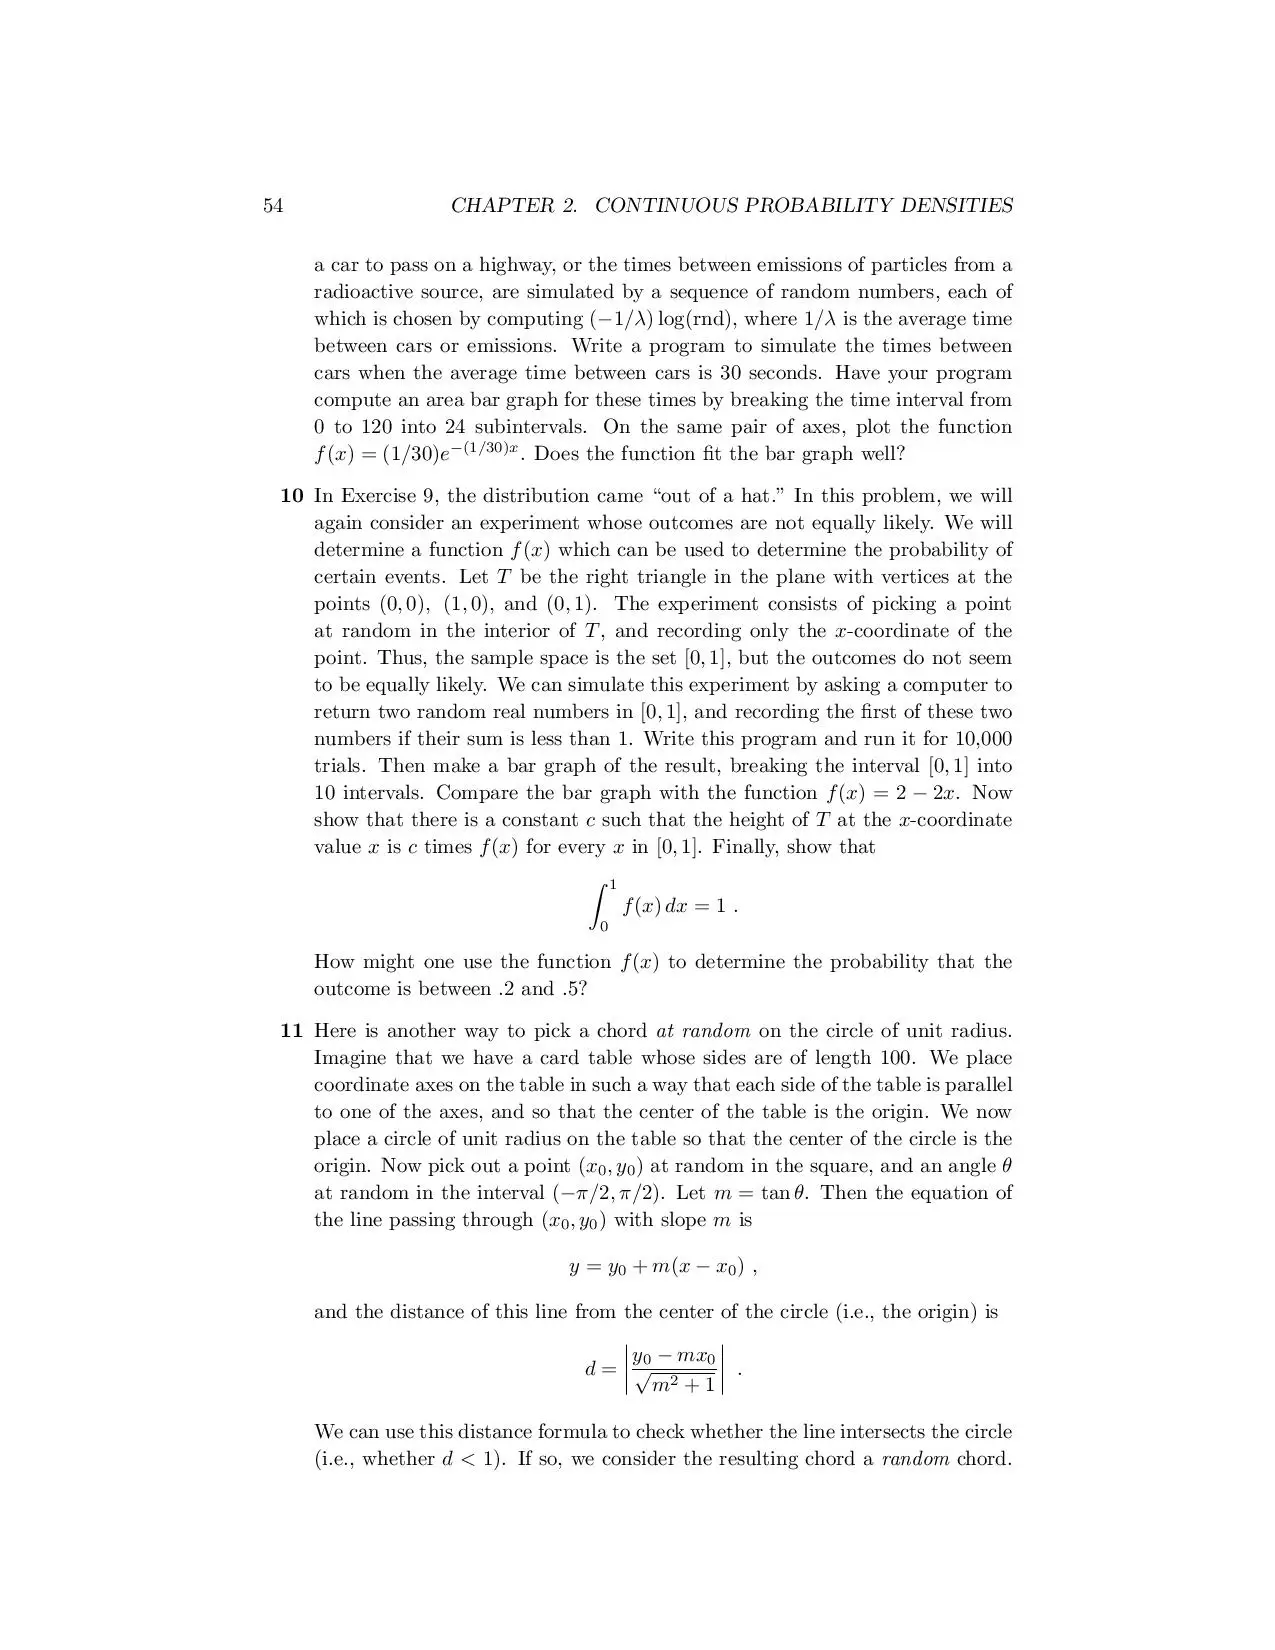 54 CHAPTER 2. CONTINUOUS PROBABILITY DENSITIES
a car to pass on a highway, or the times between emissions of particles from a
radioactive source, are simulated by a sequence of random numbers, each of
which is chosen by computing (−1/λ) log(rnd), where 1/λ is the average time
between cars or emissions. Write a program to simulate the times between
cars when the average time between cars is 30 seconds. Have your program
compute an area bar graph for these times by breaking the time interval from
0 to 120 into 24 subintervals. On the same pair of axes, plot the function
f(x) = (1/30)e^{−(1/30)x}. Does the function fit the bar graph well?
10 In Exercise 9, the distribution came “out of a hat.” In this problem, we will
again consider an experiment whose outcomes are not equally likely. We will
determine a function f(x) which can be used to determine the probability of
certain events. Let T be the right triangle in the plane with vertices at the
points (0, 0), (1, 0), and (0, 1). The experiment consists of picking a point
at random in the interior of T, and recording only the x-coordinate of the
point. Thus, the sample space is the set [0, 1], but the outcomes do not seem
to be equally likely. We can simulate this experiment by asking a computer to
return two random real numbers in [0, 1], and recording the first of these two
numbers if their sum is less than 1. Write this program and run it for 10,000
trials. Then make a bar graph of the result, breaking the interval [0, 1] into
10 intervals. Compare the bar graph with the function f(x) = 2 − 2x. Now
show that there is a constant c such that the height of T at the x-coordinate
value x is c times f(x) for every x in [0, 1]. Finally, show that
∫_0^1 f(x) dx = 1 .
How might one use the function f(x) to determine the probability that the
outcome is between .2 and .5?
11 Here is another way to pick a chord at random on the circle of unit radius.
Imagine that we have a card table whose sides are of length 100. We place
coordinate axes on the table in such a way that each side of the table is parallel
to one of the axes, and so that the center of the table is the origin. We now
place a circle of unit radius on the table so that the center of the circle is the
origin. Now pick out a point (x₀, y₀) at random in the square, and an angle θ
at random in the interval (−π/2, π/2). Let m = tan θ. Then the equation of
the line passing through (x₀, y₀) with slope m is
y = y₀ + m(x − x₀) ,
and the distance of this line from the center of the circle (i.e., the origin) is
d = |(y₀ − mx₀)/√(m² + 1)| .
We can use this distance formula to check whether the line intersects the circle
(i.e., whether d < 1). If so, we consider the resulting chord a random chord.